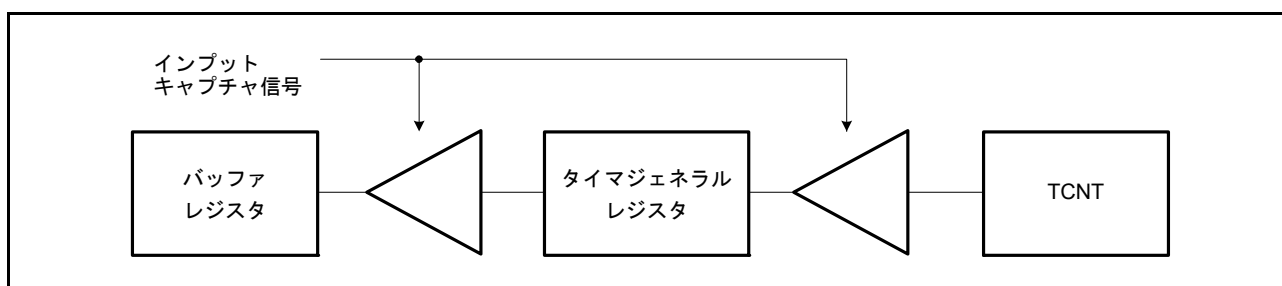 インプット
キャプチャ信号
バッファ
レジスタ
タイマジェネラル
レジスタ
TCNT